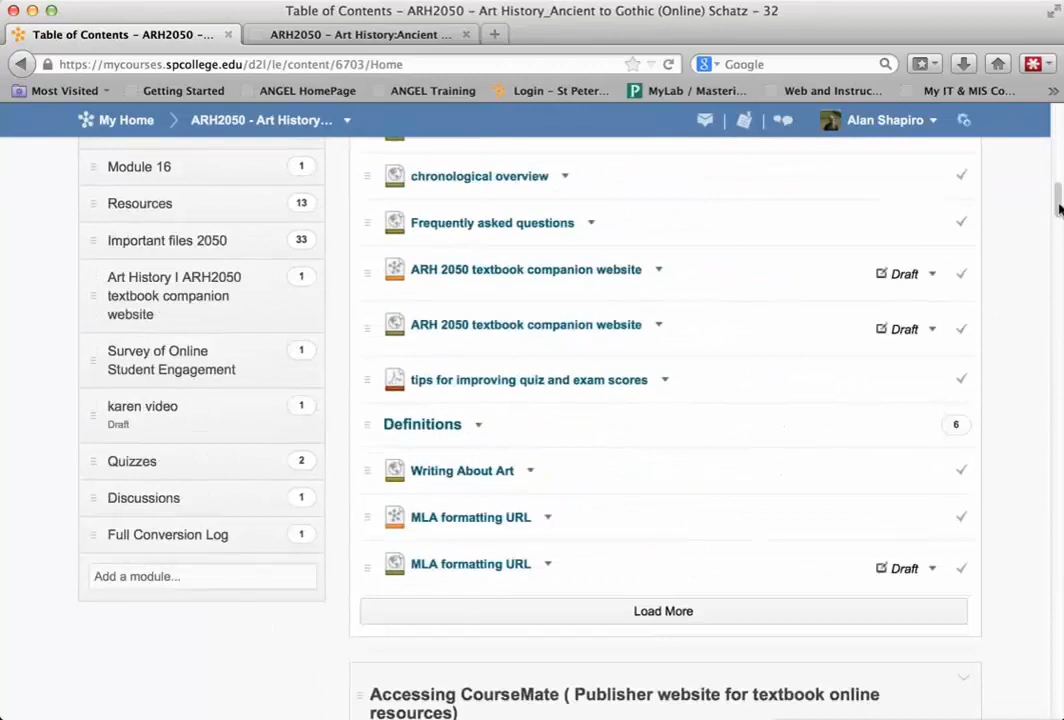 Table of Contents – ARH2050 – Art History_Ancient to Gothic (Online) Schatz – 32
Table of Contents – ARH2050 –...
ARH2050 – Art History:Ancient ...
https://mycourses.spcollege.edu/d2l/le/content/6703/Home
Google
Most Visited
Getting Started
ANGEL HomePage
ANGEL Training
Login – St Peter...
MyLab / Masteri...
Web and Instruc...
My IT & MIS Co...
My Home
ARH2050 - Art History...
Alan Shapiro
Module 16
1
Resources
13
Important files 2050
33
Art History I ARH2050
textbook companion
website
1
Survey of Online
Student Engagement
1
karen video
Draft
1
Quizzes
2
Discussions
1
Full Conversion Log
1
Add a module...
chronological overview
Frequently asked questions
ARH 2050 textbook companion website
Draft
ARH 2050 textbook companion website
Draft
tips for improving quiz and exam scores
Definitions
6
Writing About Art
MLA formatting URL
MLA formatting URL
Draft
Load More
Accessing CourseMate ( Publisher website for textbook online
resources)